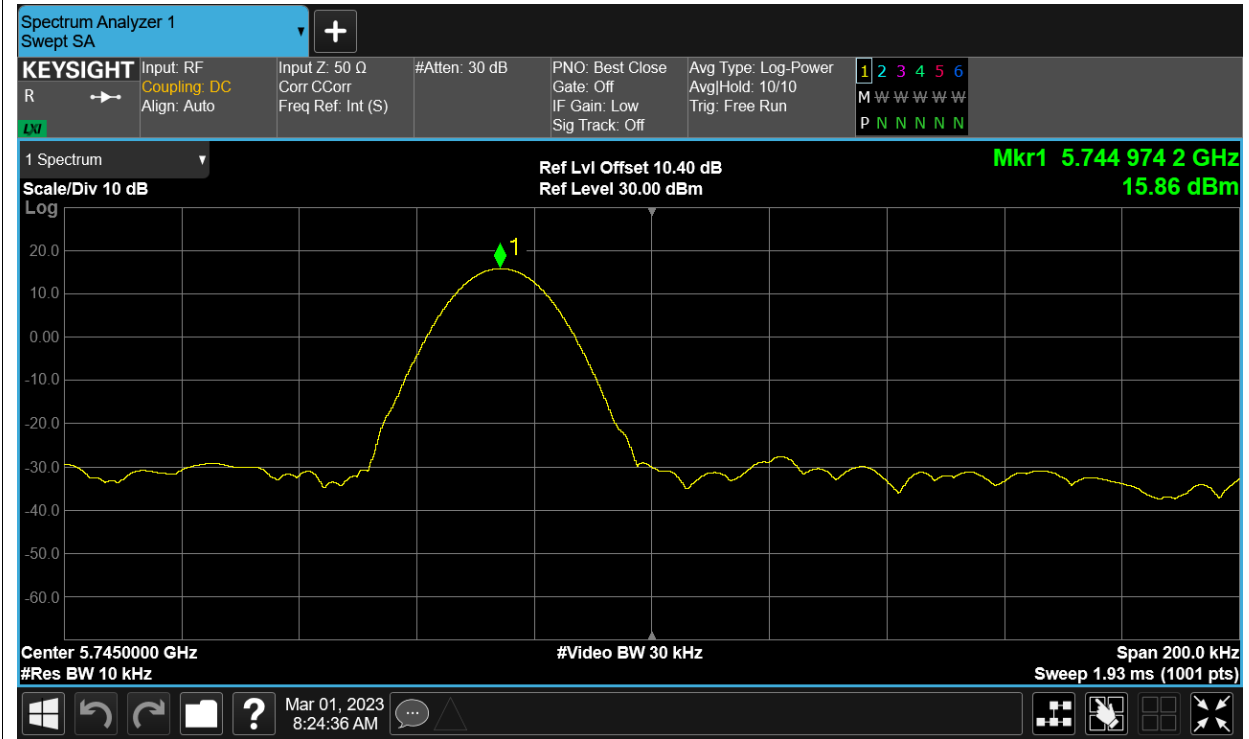 Spectrum Analyzer 1
Swept SA
+
KEYSIGHT
R
LXI
Input: RF
Coupling: DC
Align: Auto
Input Z: 50 Ω
Corr CCorr
Freq Ref: Int (S)
#Atten: 30 dB
PNO: Best Close
Gate: Off
IF Gain: Low
Sig Track: Off
Avg Type: Log-Power
Avg|Hold: 10/10
Trig: Free Run
1 2 3 4 5 6
M W W W W W
P N N N N N
1 Spectrum
Scale/Div 10 dB
Ref Lvl Offset 10.40 dB
Ref Level 30.00 dBm
Mkr1 5.744 974 2 GHz
15.86 dBm
Log
1
20.0
10.0
0.00
-10.0
-20.0
-30.0
-40.0
-50.0
-60.0
Center 5.7450000 GHz
#Video BW 30 kHz
Span 200.0 kHz
#Res BW 10 kHz
Sweep 1.93 ms (1001 pts)
?
Mar 01, 2023
8:24:36 AM